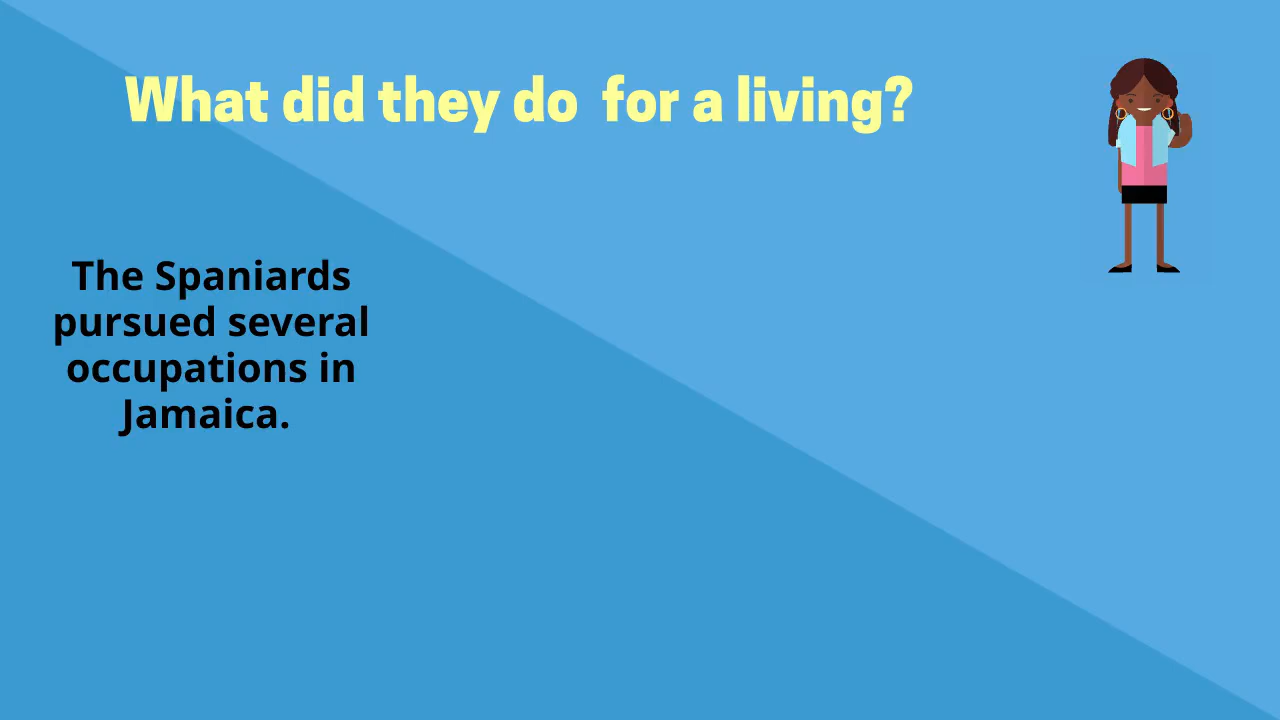 What did they do  for a living?
The Spaniards
pursued several
occupations in
Jamaica.